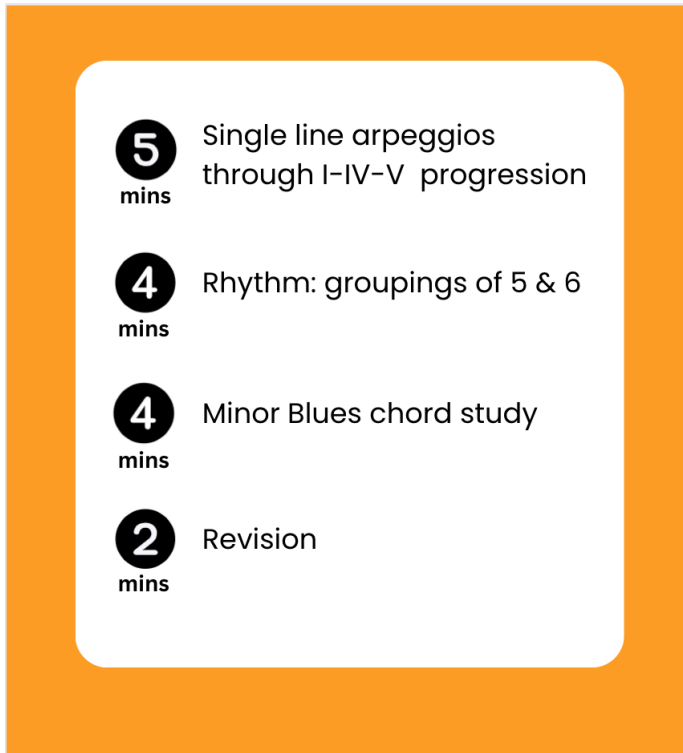 5
mins
Single line arpeggios
through I-IV-V  progression
4
mins
Rhythm: groupings of 5 & 6
4
mins
Minor Blues chord study
2
mins
Revision